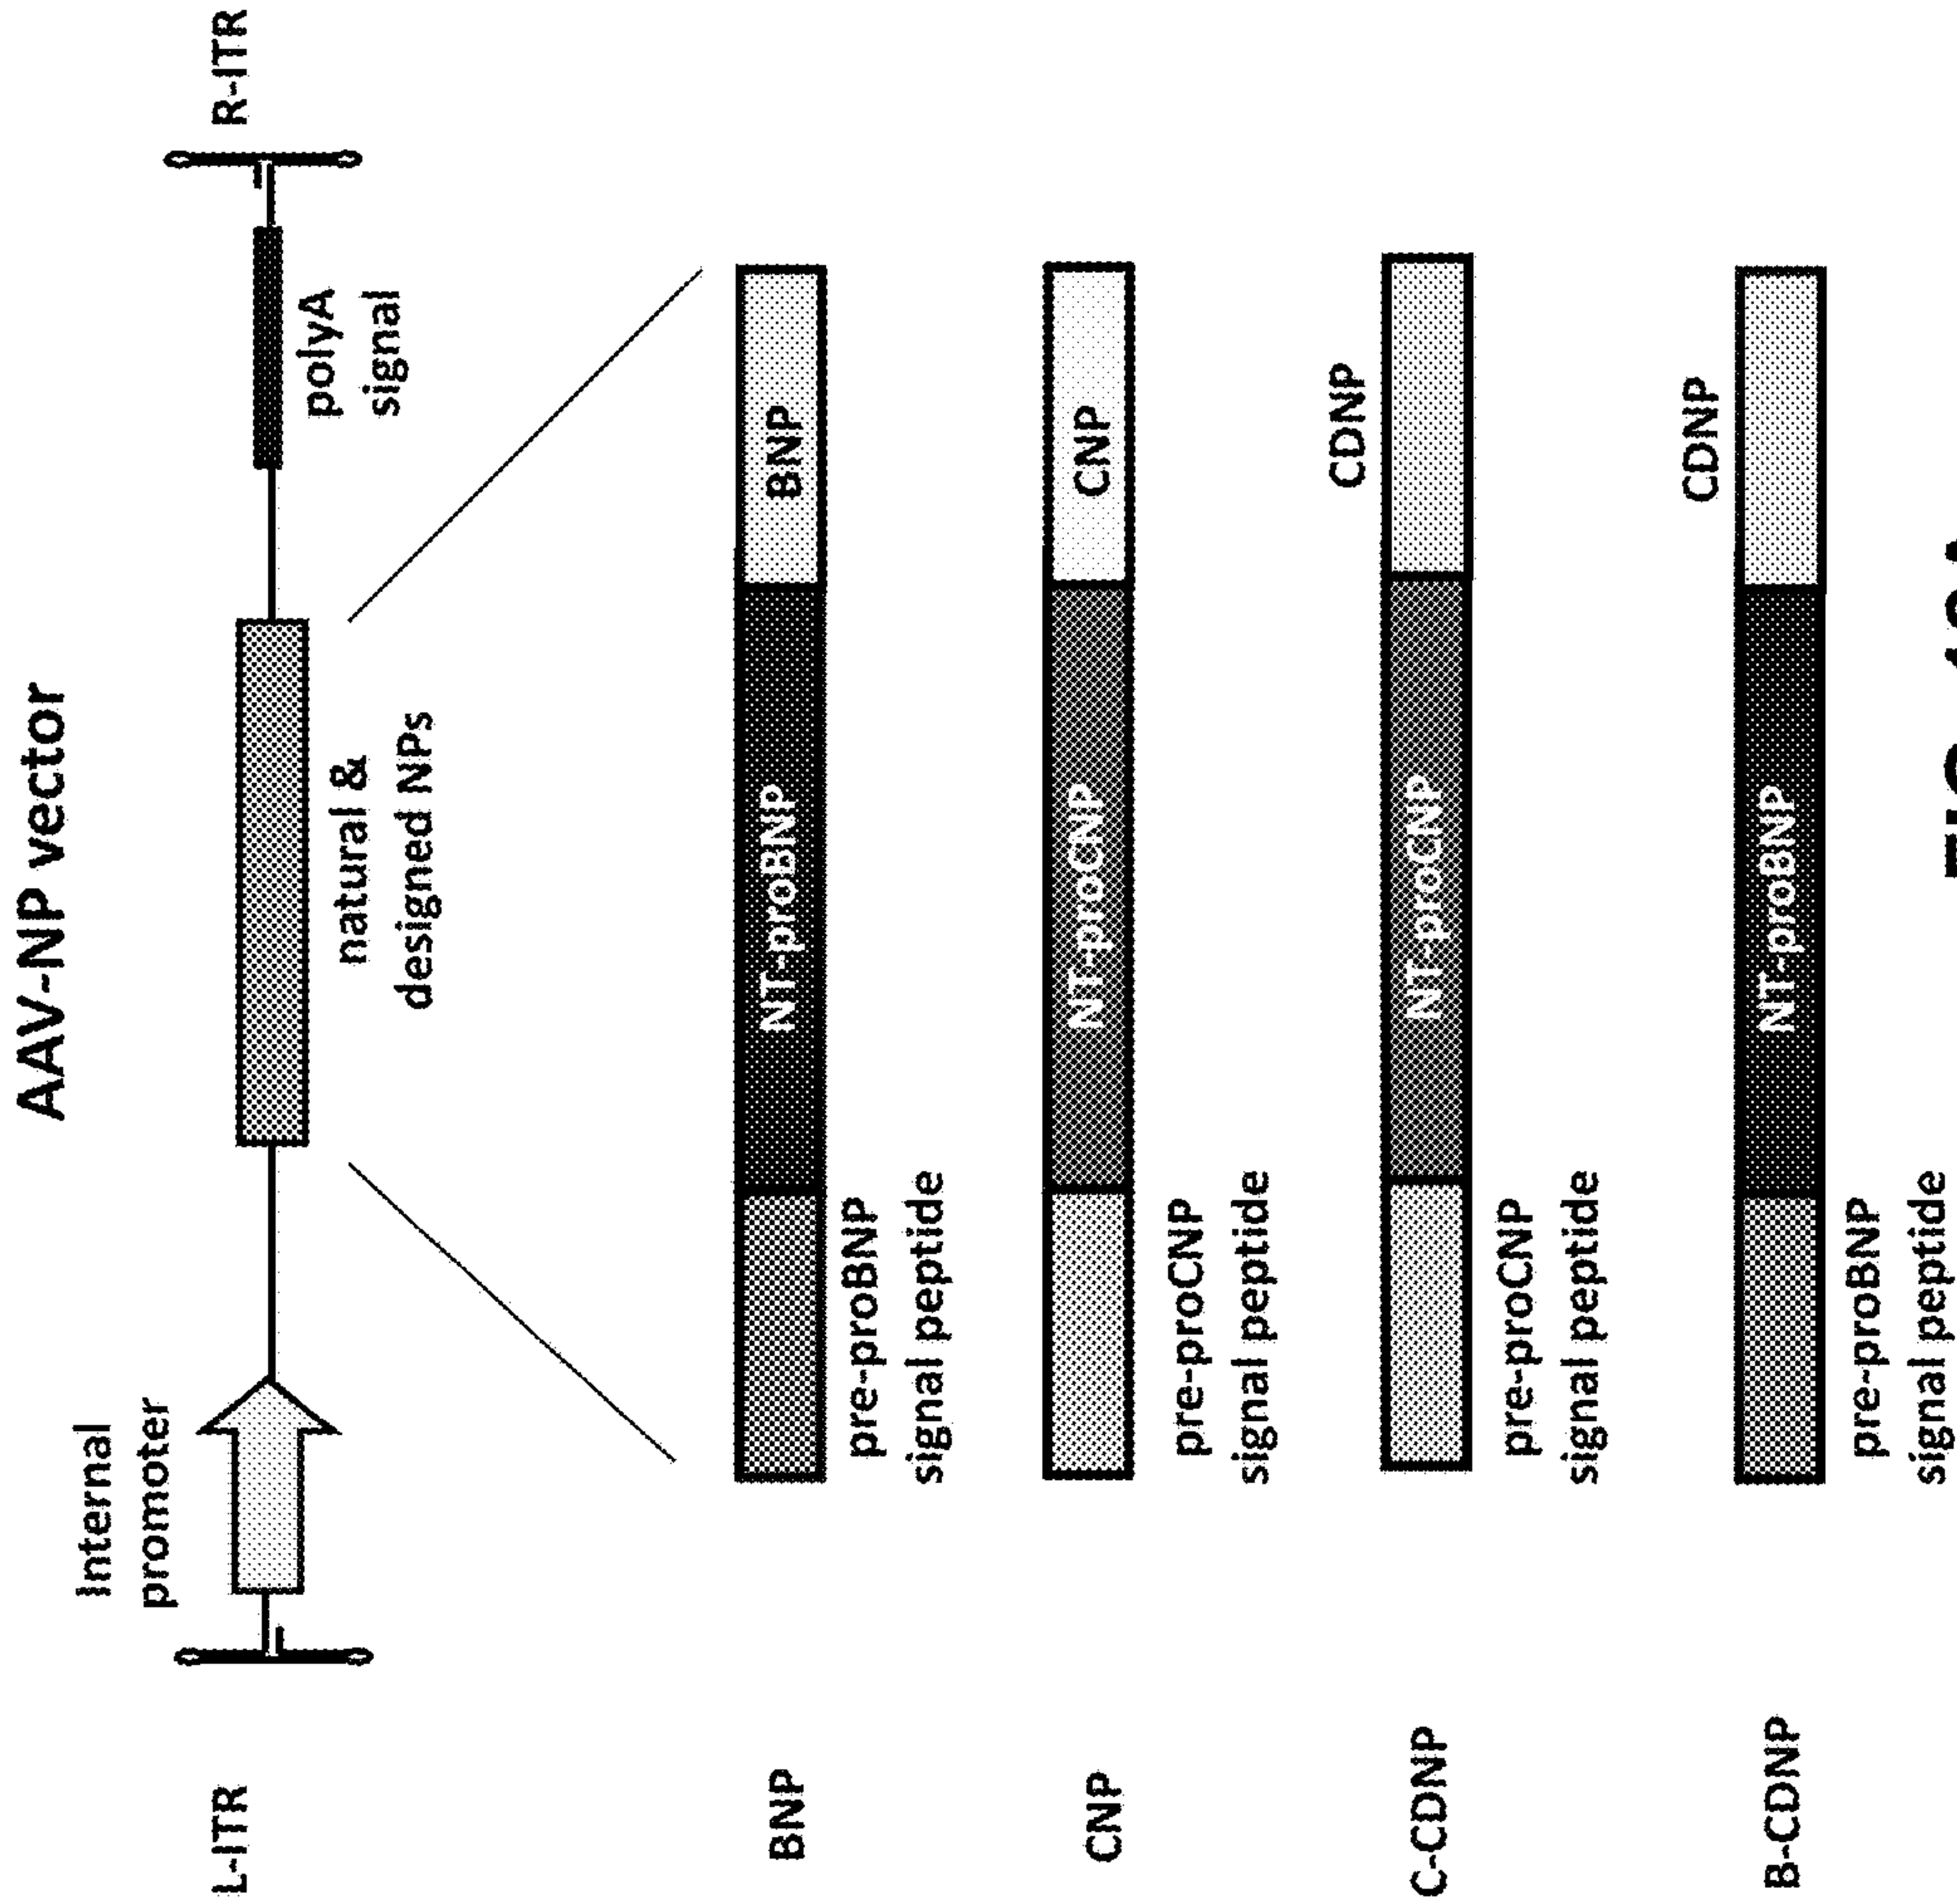 AAV-NP vector
L-ITR
Internal
promoter
natural &
designed NPs
polyA
signal
R-ITR
BNP
NT-proBNP
BNP
pre-proBNP
signal peptide
CNP
NT-proCNP
CNP
pre-proCNP
signal peptide
C-CDNP
NT-proCNP
CDNP
pre-proCNP
signal peptide
B-CDNP
NT-proBNP
CDNP
pre-proBNP
signal peptide